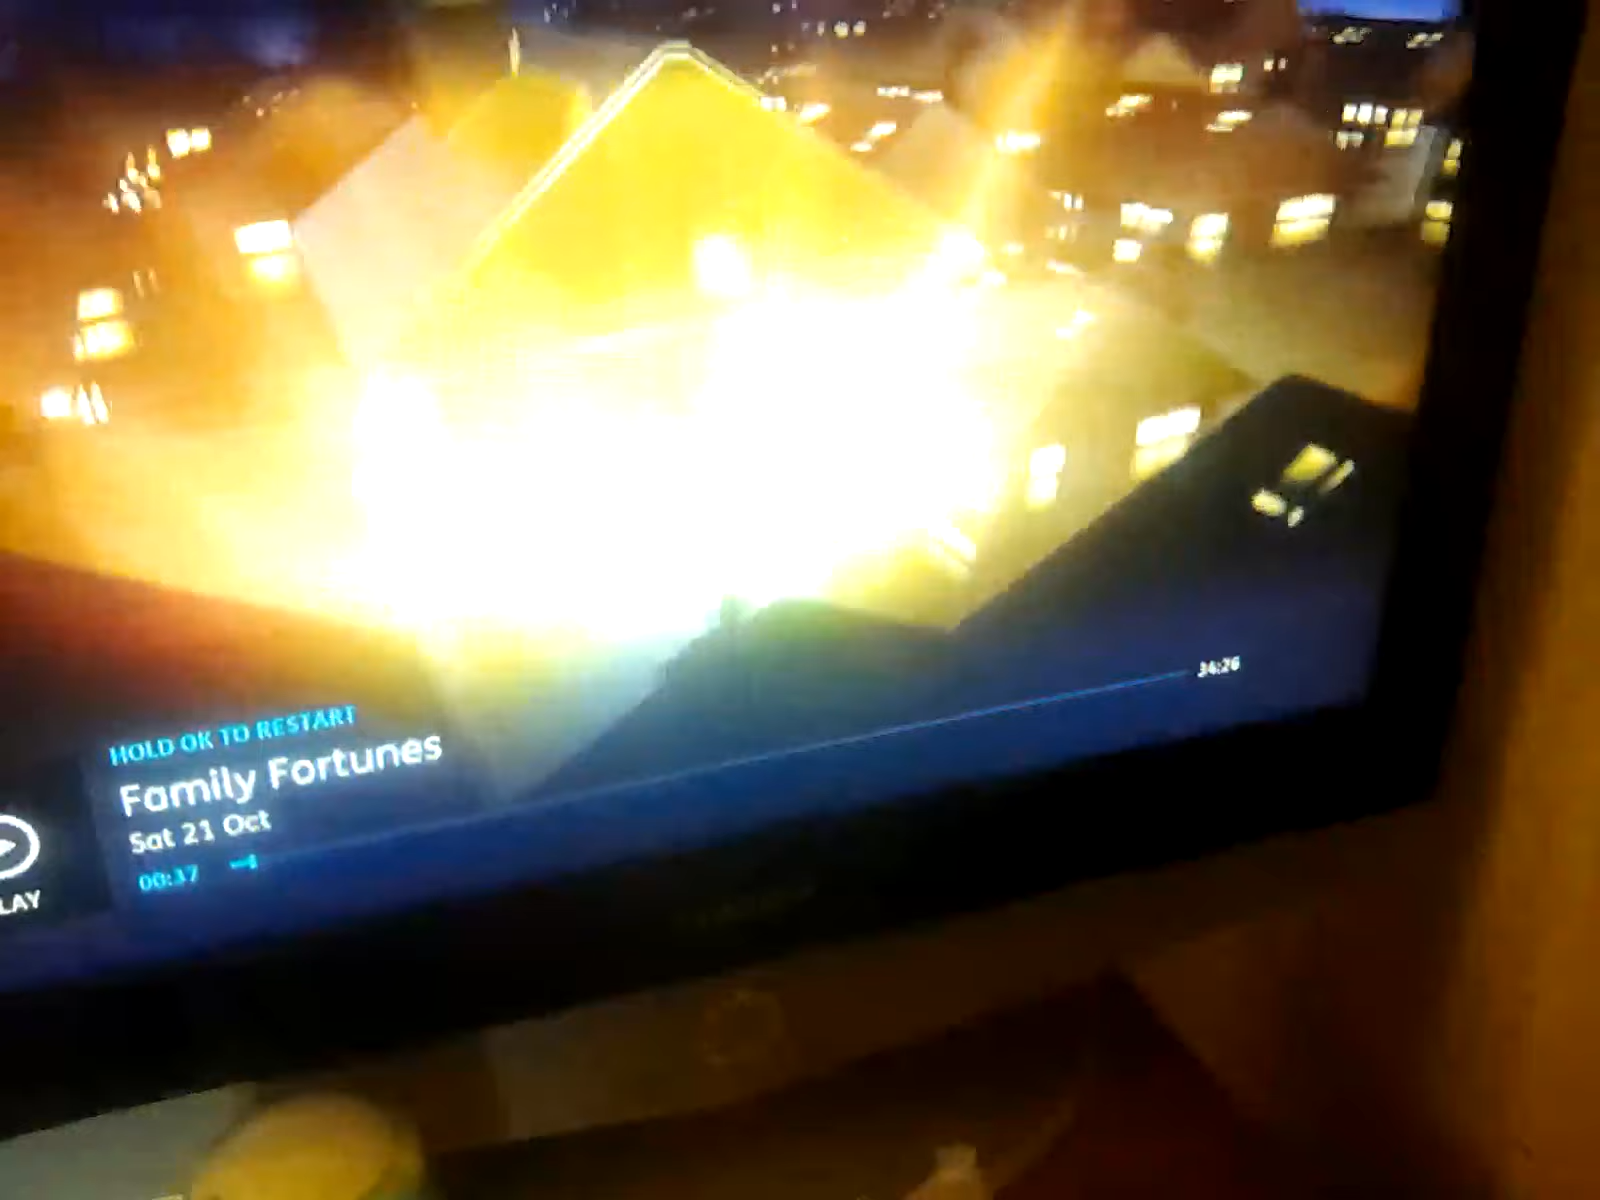 HOLD OK TO RESTART
Family Fortunes
Sat 21 Oct
00:37
34:26
LAY